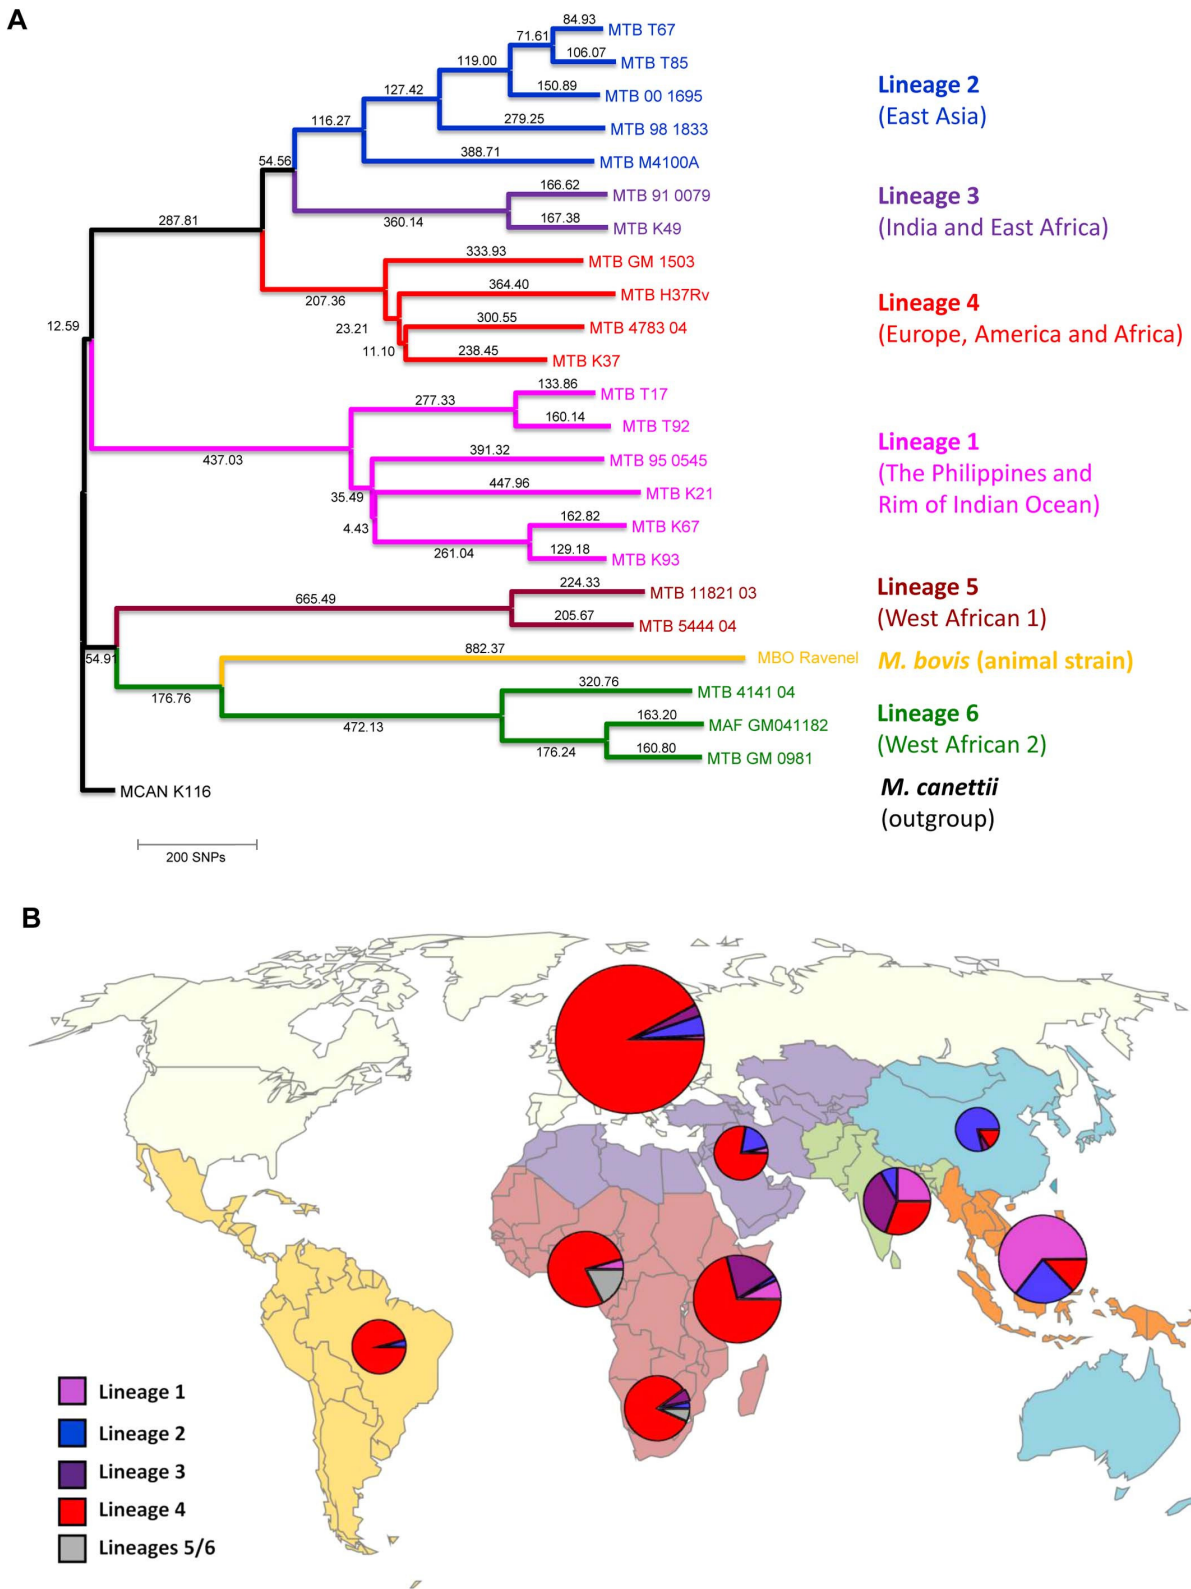 A
84.93
MTB T67
71.61
106.07
MTB T85
119.00
150.89
MTB 00 1695
127.42
279.25
MTB 98 1833
116.27
388.71
MTB M4100A
Lineage 2
(East Asia)
54.56
166.62
MTB 91 0079
360.14
167.38
MTB K49
Lineage 3
(India and East Africa)
287.81
333.93
MTB GM 1503
207.36
364.40
MTB H37Rv
23.21
300.55
MTB 4783 04
11.10
238.45
MTB K37
Lineage 4
(Europe, America and Africa)
12.59
133.86
MTB T17
277.33
160.14
MTB T92
437.03
391.32
MTB 95 0545
35.49
447.96
MTB K21
4.43
162.82
MTB K67
261.04
129.18
MTB K93
Lineage 1
(The Philippines and
Rim of Indian Ocean)
224.33
MTB 11821 03
665.49
205.67
MTB 5444 04
Lineage 5
(West African 1)
54.91
882.37
MBO Ravenel
M. bovis (animal strain)
176.76
320.76
MTB 4141 04
472.13
163.20
MAF GM041182
176.24
160.80
MTB GM 0981
Lineage 6
(West African 2)
MCAN K116
M. canettii
(outgroup)
200 SNPs
B
Lineage 1
Lineage 2
Lineage 3
Lineage 4
Lineages 5/6